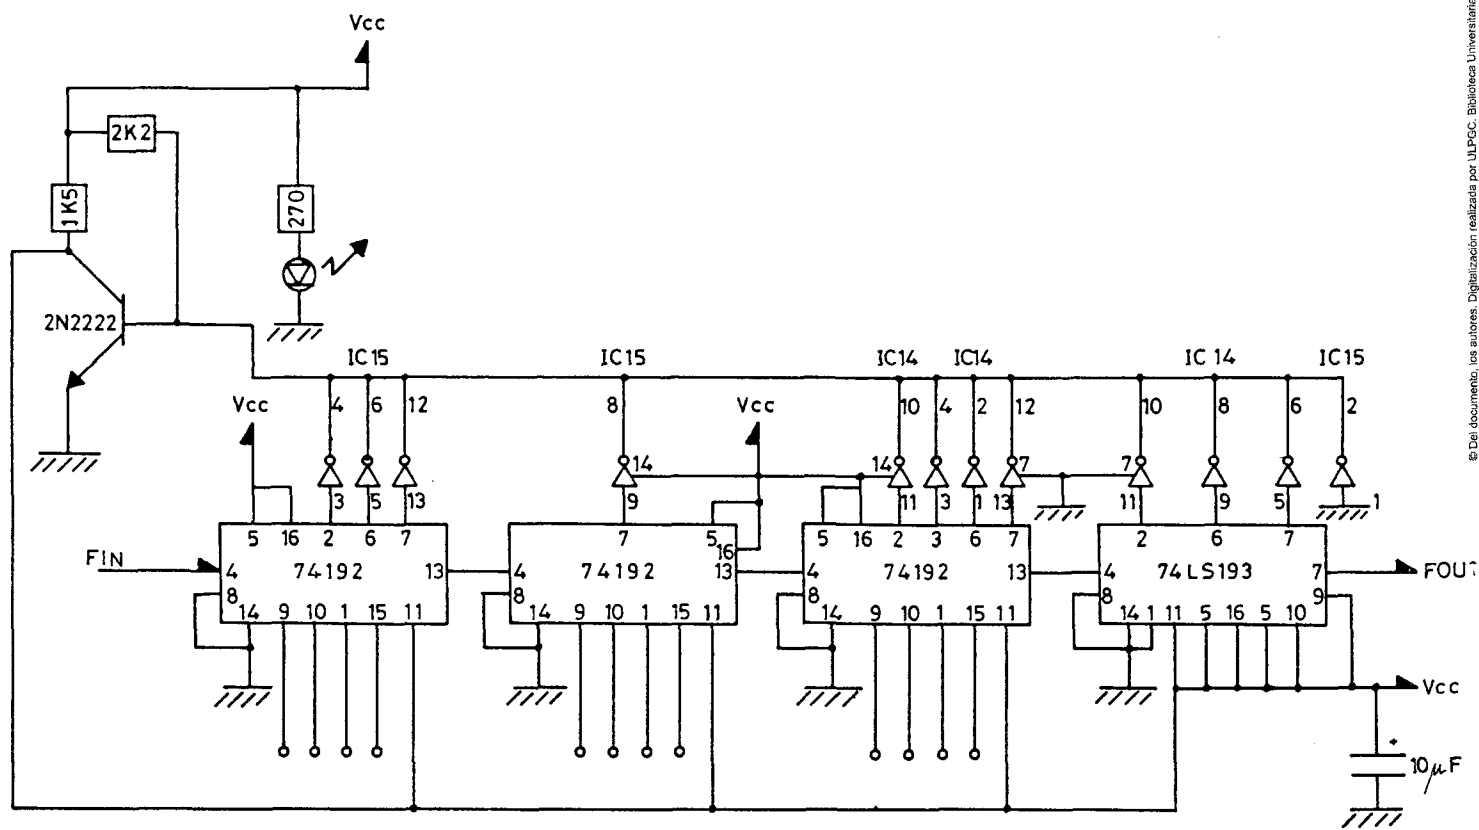 Vcc
2K2
1K5
270
2N2222
IC15 IC15 IC14 IC14 IC 14 IC15
4 6 12 8 10 4 2 12 10 8 6 2
Vcc Vcc
14 14 7 7
3 5 13 9 11 3 1 13 11 9 5 1
5 16 2 6 7 7 5 16 5 16 2 3 6 7 2 6 7
FIN 4 74192 13 4 74192 13 4 74192 13 4 74LS193 7 FOUT
8 8 8 8 9
14 9 10 1 15 11 14 9 10 1 15 11 14 9 10 1 15 11 14 1 11 5 16 5 10
Vcc
+
10μF
© Del documento, los autores. Digitalización realizada por ULPGC. Biblioteca Universitaria